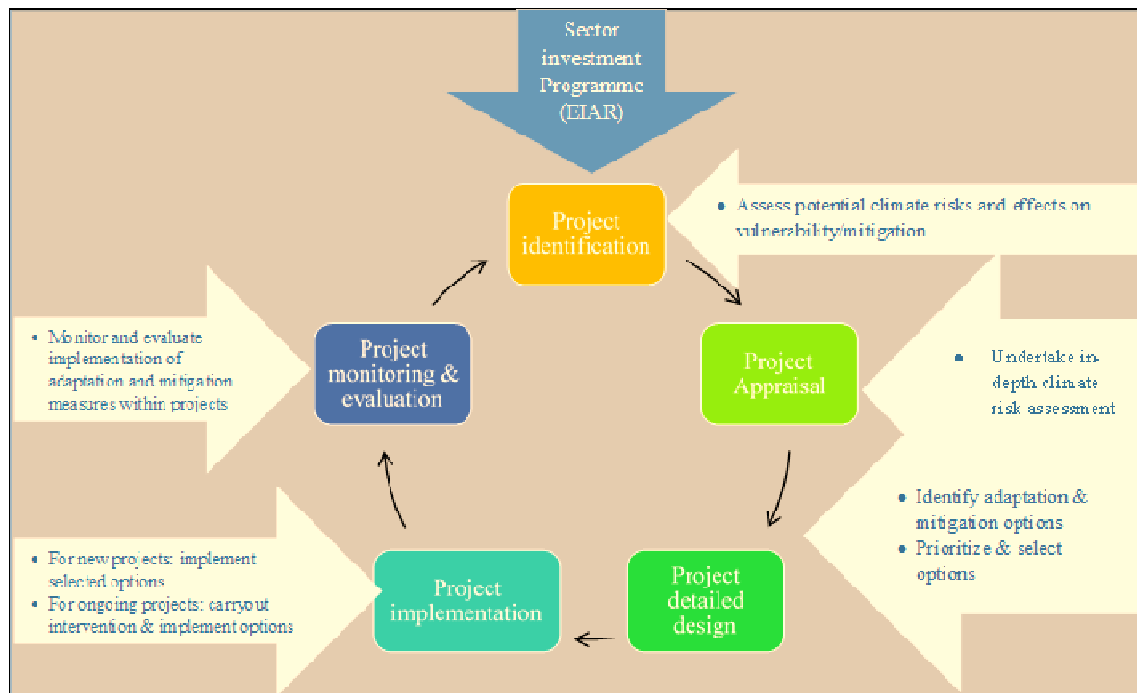 Sector
investment
Programme
(EIAR)
Project
identification
• Assess potential climate risks and effects on
vulnerability/mitigation
Project
Appraisal
• Undertake in-
depth climate
risk assessment
• Identify adaptation &
mitigation options
• Prioritize & select
options
Project
detailed
design
Project
implementation
• For new projects: implement
selected options
• For ongoing projects: carryout
intervention & implement options
Project
monitoring &
evaluation
• Monitor and evaluate
implementation of
adaptation and mitigation
measures within projects